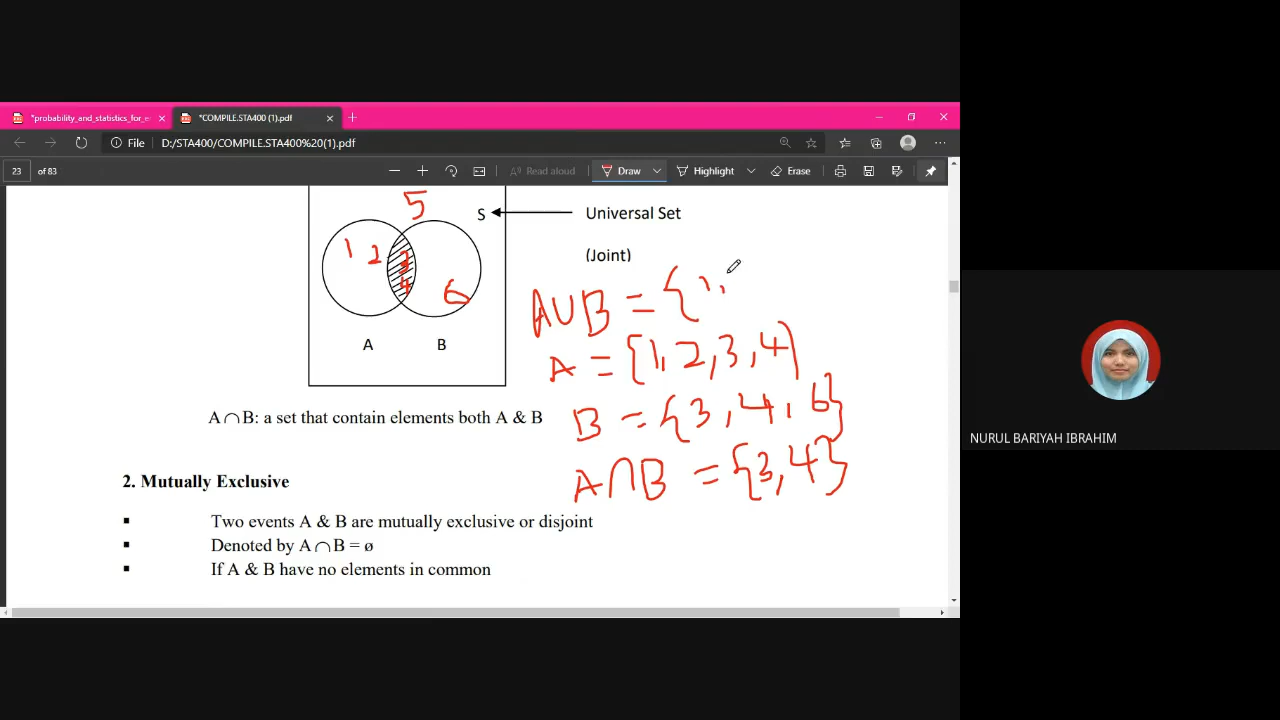 *probability_and_statistics_for_e
*COMPILE.STA400 (1).pdf
File D:/STA400/COMPILE.STA400%20(1).pdf
23 of 83
Read aloud Draw Highlight Erase
5
S
Universal Set
1 2 3
4 6
(Joint)
A∪B = {1,
A = {1,2,3,4}
A B
B = {3,4,6}
A∩B: a set that contain elements both A & B
A∩B = {3,4}
2. Mutually Exclusive
▪ Two events A & B are mutually exclusive or disjoint
▪ Denoted by A∩B = ø
▪ If A & B have no elements in common
NURUL BARIYAH IBRAHIM